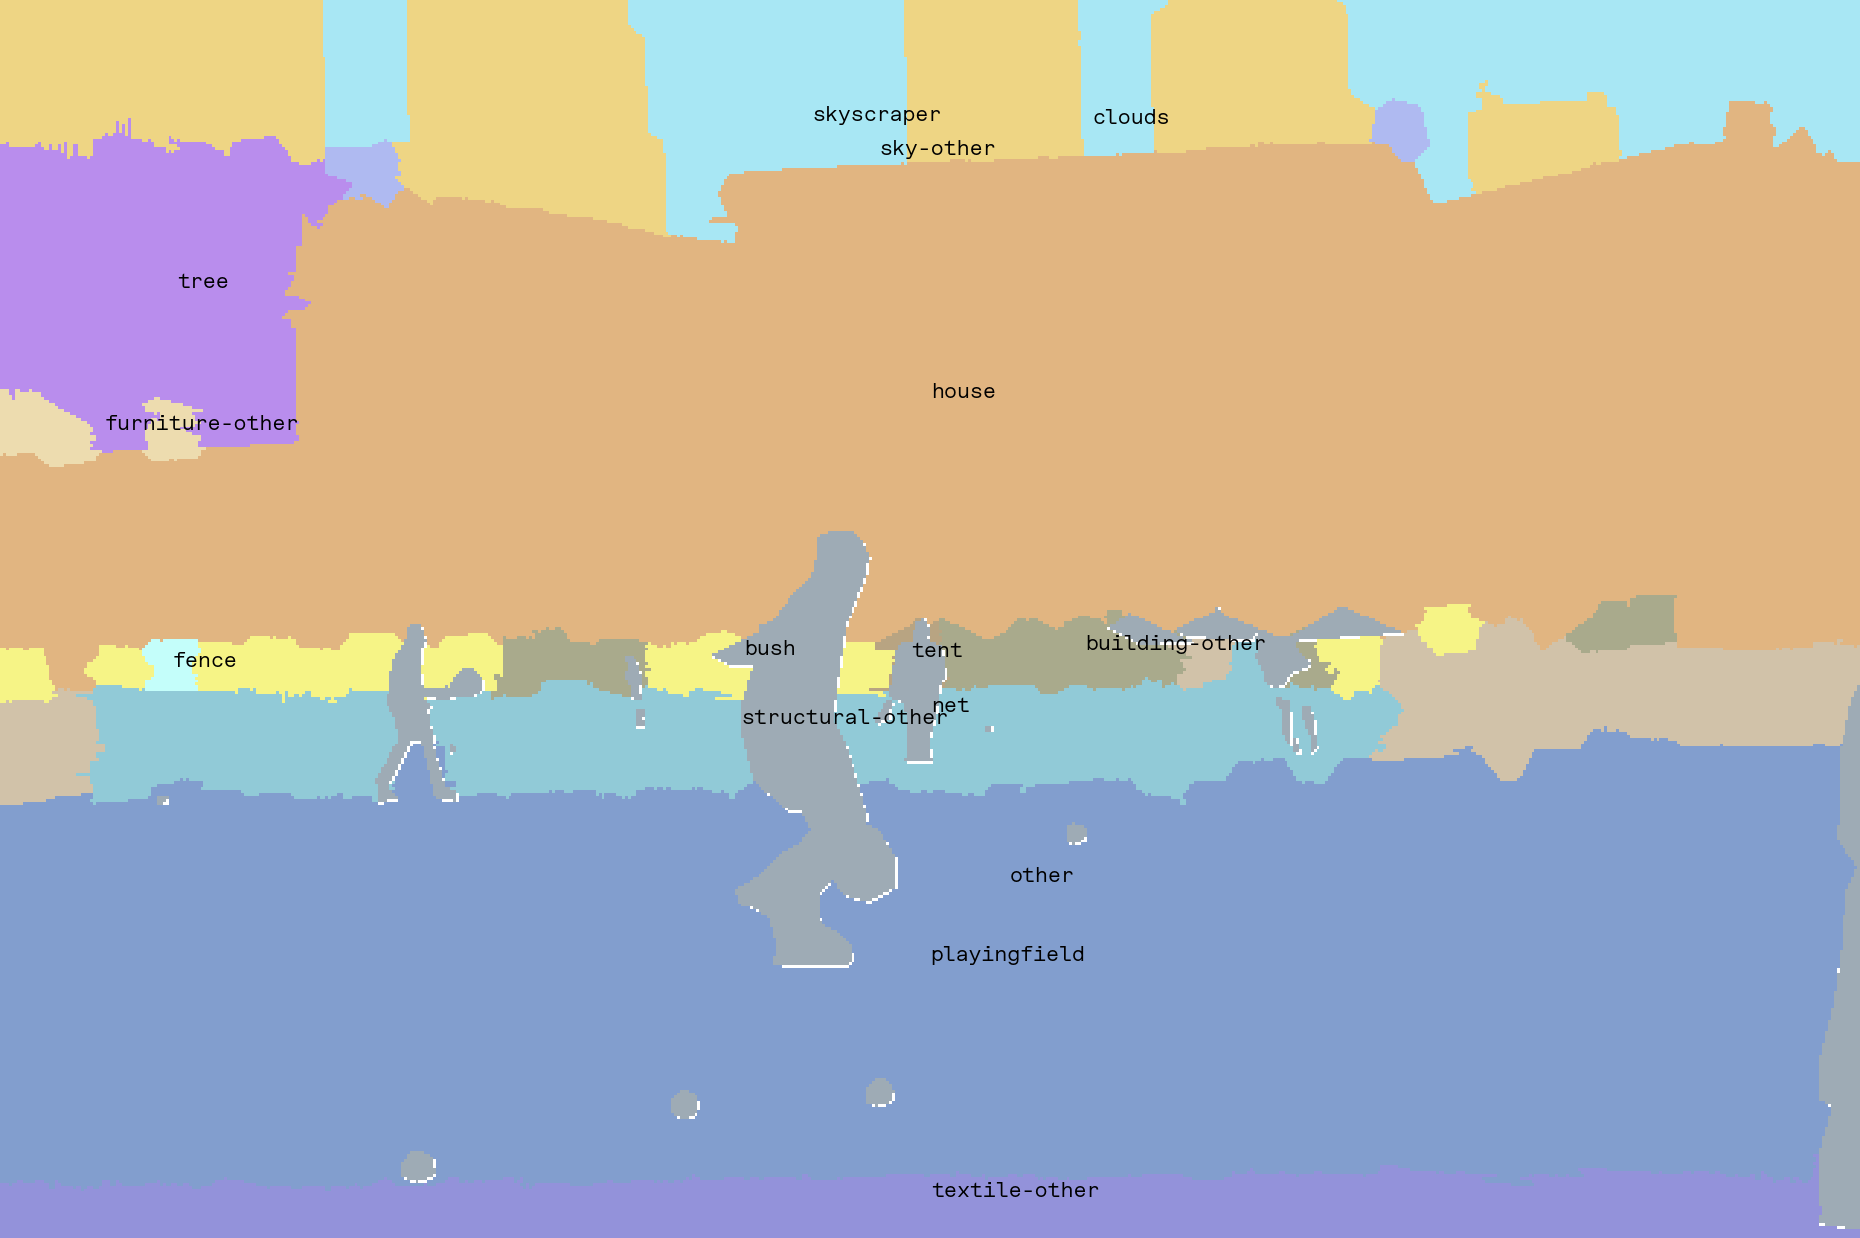 skyscraper
clouds
sky-other
tree
house
furniture-other
fence
bush
tent
building-other
net
structural-other
other
playingfield
textile-other